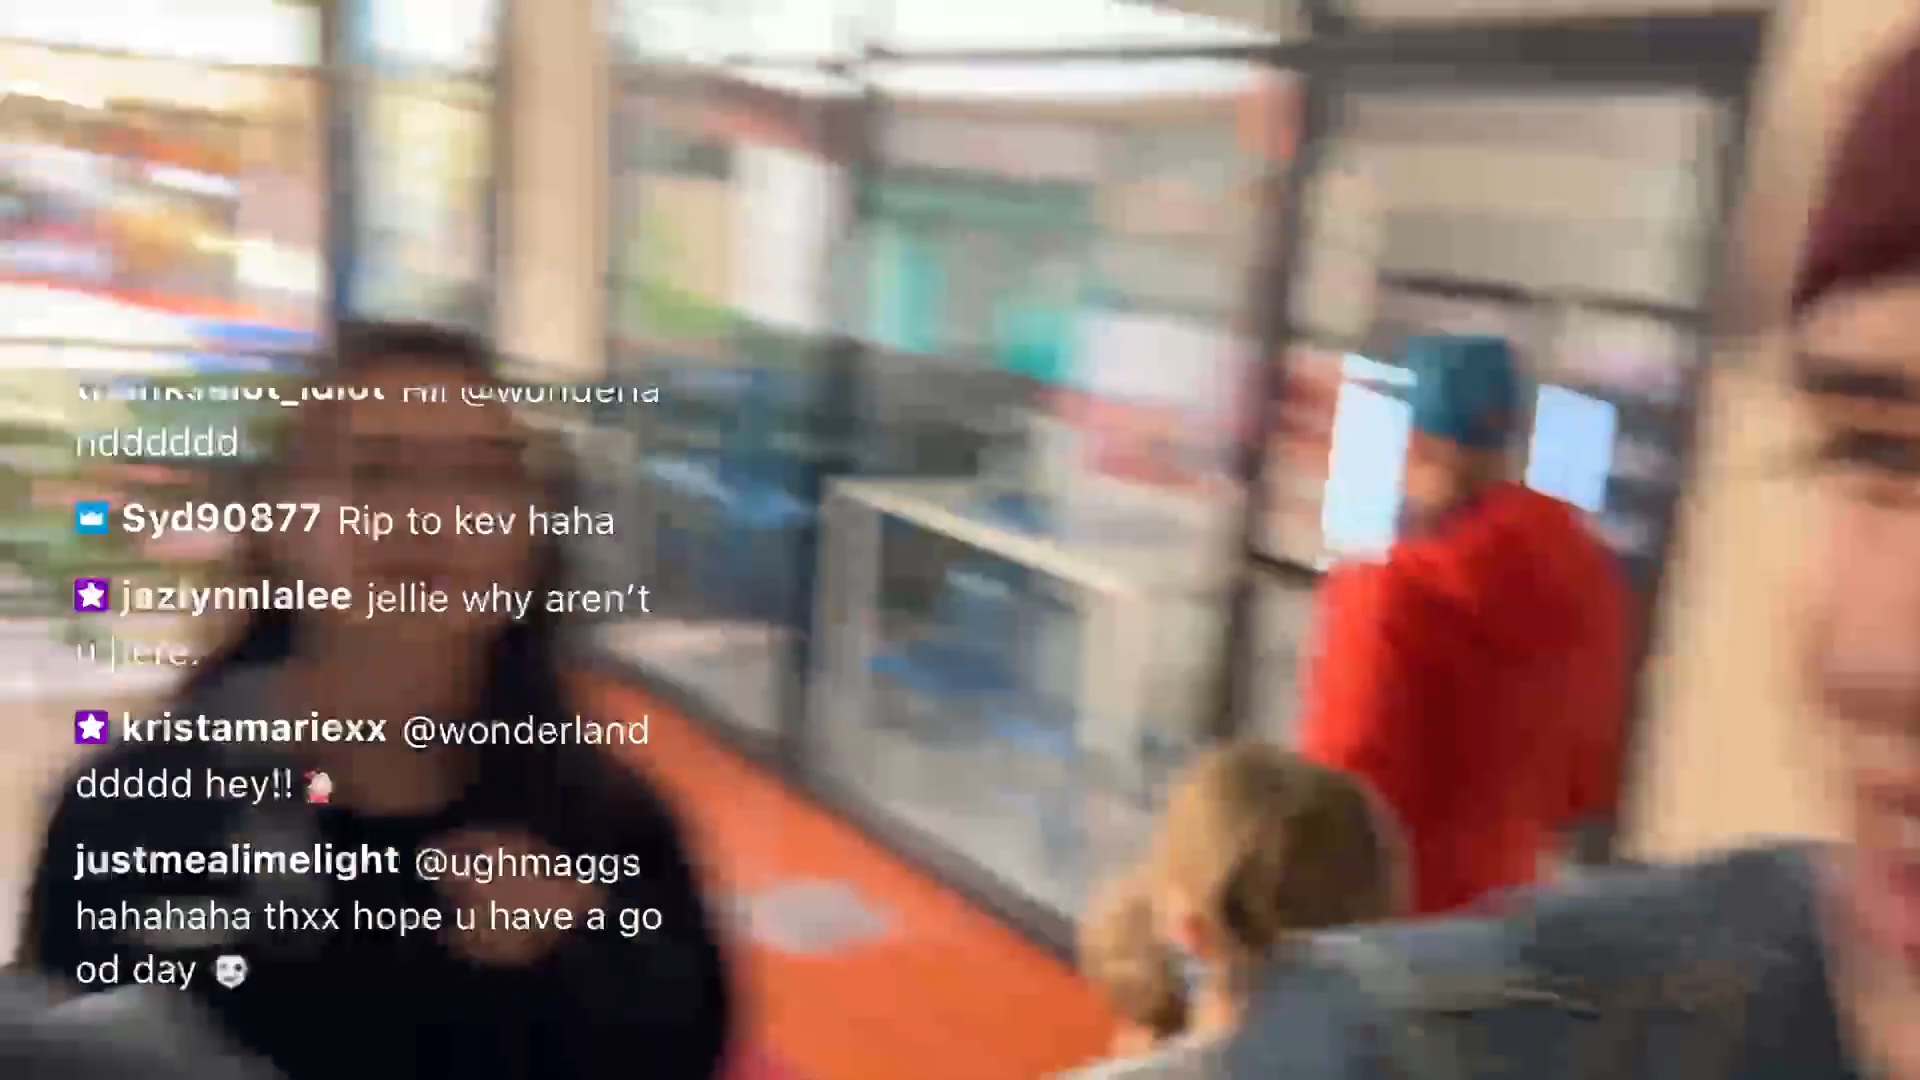 nddddd
Syd90877 Rip to kev haha
jazlynnlalee jellie why aren't
u
kristamariexx @wonderland
ddddd hey!!
justmealimelight @ughmaggs
hahahaha thxx hope u have a go
od day